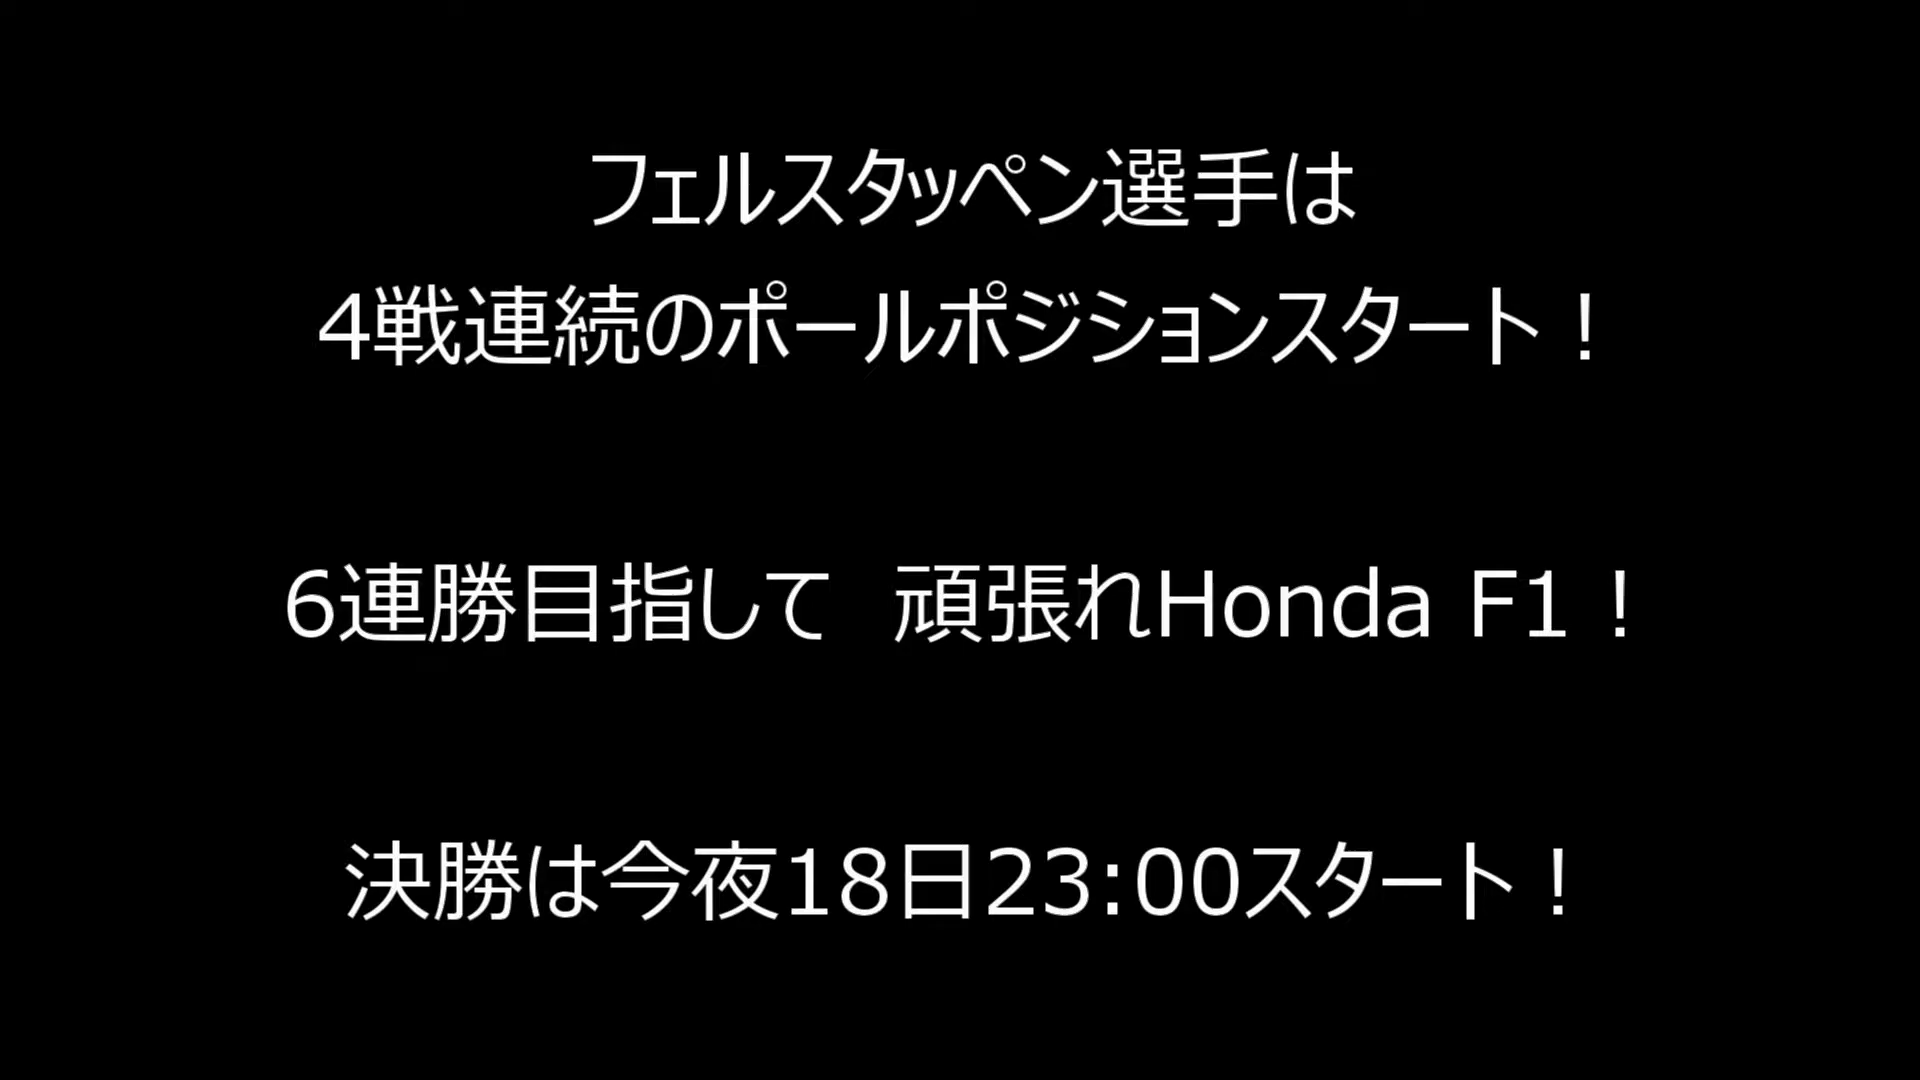 フェルスタッペン選手は
4戦連続のポールポジションスタート！
6連勝目指して　頑張れHonda F1！
決勝は今夜18日23:00スタート！